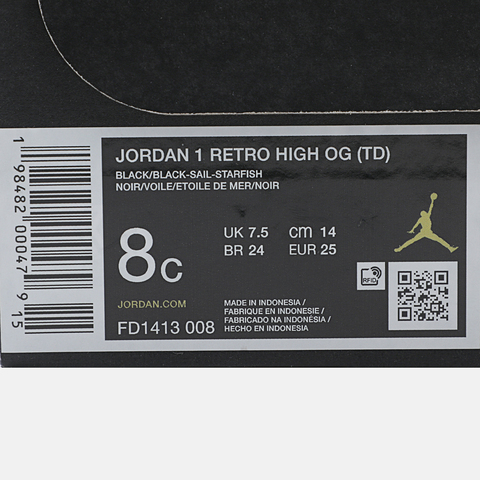 JORDAN 1 RETRO HIGH OG (TD)
BLACK/BLACK-SAIL-STARFISH
NOIR/VOILE/ETOILE DE MER/NOIR
8C
UK 7.5 cm 14
BR 24 EUR 25
RFID
JORDAN.COM
FD1413 008
MADE IN INDONESIA /
FABRIQUE EN INDONESIE /
FABRICADO NA INDONÉSIA /
HECHO EN INDONESIA
1 98482 00047 9 15